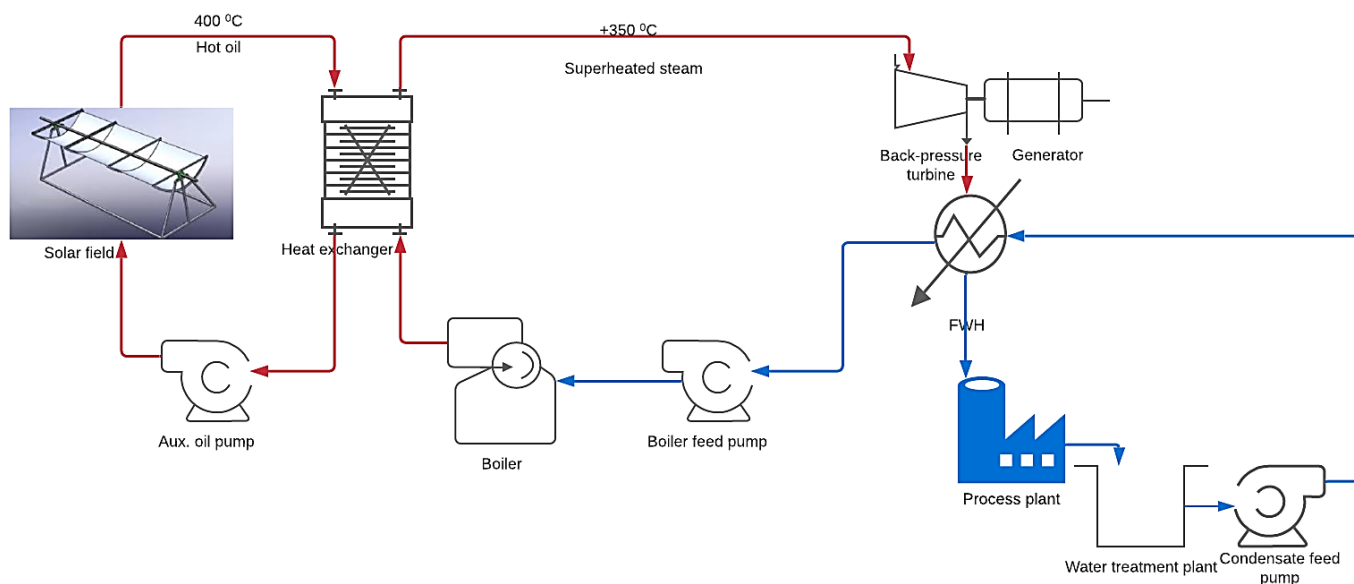 400 ⁰C
Hot oil
+350 ⁰C
Superheated steam
Back-pressure
turbine
Generator
Solar field
Heat exchanger
FWH
Aux. oil pump
Boiler
Boiler feed pump
Process plant
Water treatment plant
Condensate feed
pump